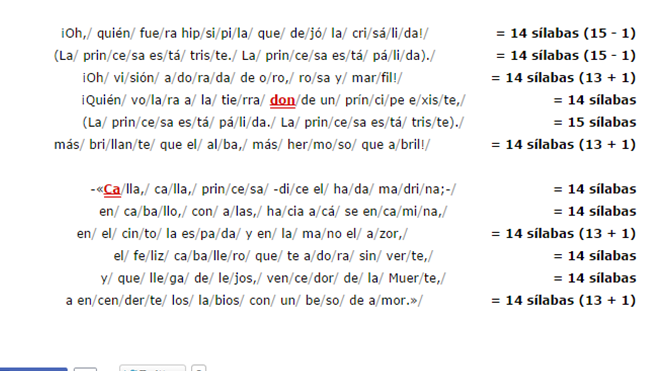 ¡Oh,/ quién/ fue/ra hip/si/pi/la/ que/ de/jó/ la/ cri/sá/li/da!/ = 14 sílabas (15 - 1)
(La/ prin/ce/sa es/tá/ tris/te./ La/ prin/ce/sa es/tá/ pá/li/da)./ = 14 sílabas (15 - 1)
¡Oh/ vi/sión/ a/do/ra/da/ de o/ro,/ ro/sa y/ mar/fil!/ = 14 sílabas (13 + 1)
¡Quién/ vo/la/ra a/ la/ tie/rra/ don/de un/ prín/ci/pe e/xis/te,/ = 14 sílabas
(La/ prin/ce/sa es/tá/ pá/li/da./ La/ prin/ce/sa es/tá/ tris/te)./ = 15 sílabas
más/ bri/llan/te/ que el/ al/ba,/ más/ her/mo/so/ que a/bril!/ = 14 sílabas (13 + 1)
-«Ca/lla,/ ca/lla,/ prin/ce/sa/ -di/ce el/ ha/da/ ma/dri/na;-/ = 14 sílabas
en/ ca/ba/llo,/ con/ a/las,/ ha/cia a/cá/ se en/ca/mi/na,/ = 14 sílabas
en/ el/ cin/to/ la es/pa/da/ y en/ la/ ma/no el/ a/zor,/ = 14 sílabas (13 + 1)
el/ fe/liz/ ca/ba/lle/ro/ que/ te a/do/ra/ sin/ ver/te,/ = 14 sílabas
y/ que/ lle/ga/ de/ le/jos,/ ven/ce/dor/ de/ la/ Muer/te,/ = 14 sílabas
a en/cen/der/te/ los/ la/bios/ con/ un/ be/so/ de a/mor.»/ = 14 sílabas (13 + 1)